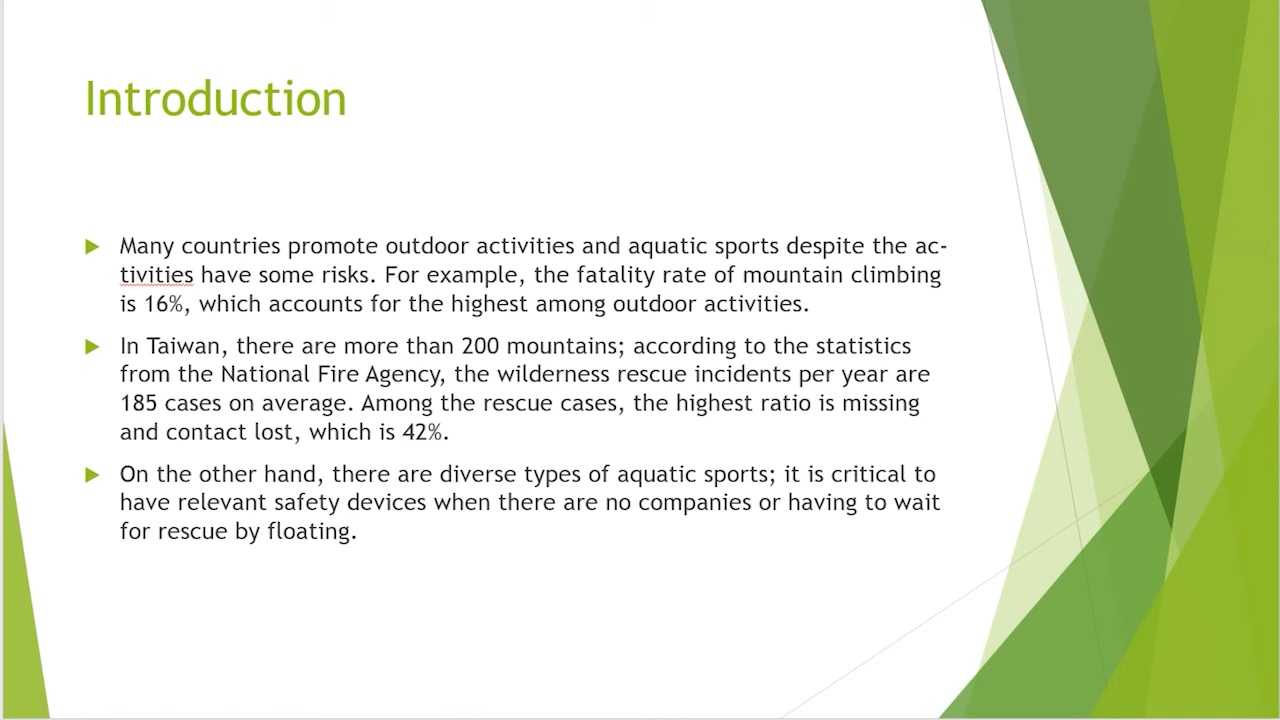 Introduction
Many countries promote outdoor activities and aquatic sports despite the ac-
tivities have some risks. For example, the fatality rate of mountain climbing
is 16%, which accounts for the highest among outdoor activities.
In Taiwan, there are more than 200 mountains; according to the statistics
from the National Fire Agency, the wilderness rescue incidents per year are
185 cases on average. Among the rescue cases, the highest ratio is missing
and contact lost, which is 42%.
On the other hand, there are diverse types of aquatic sports; it is critical to
have relevant safety devices when there are no companies or having to wait
for rescue by floating.